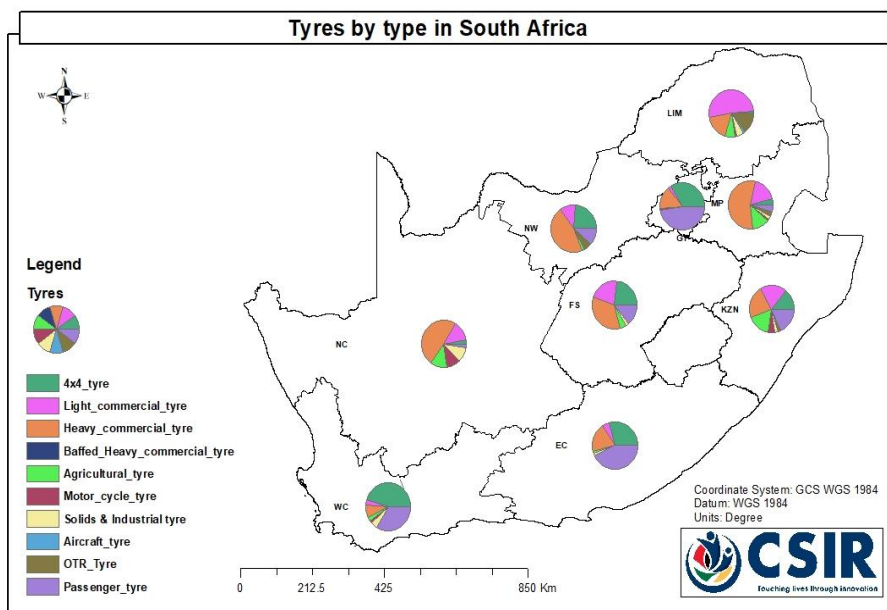 Tyres by type in South Africa
N
W E
S
LIM
MP
NW
GT
FS
KZN
NC
EC
WC
Legend
Tyres
4x4_tyre
Light_commercial_tyre
Heavy_commercial_tyre
Baffed_Heavy_commercial_tyre
Agricultural_tyre
Motor_cycle_tyre
Solids & Industrial tyre
Aircraft_tyre
OTR_Tyre
Passenger_tyre
Coordinate System: GCS WGS 1984
Datum: WGS 1984
Units: Degree
0 212.5 425 850 Km
CSIR
Touching lives through innovation